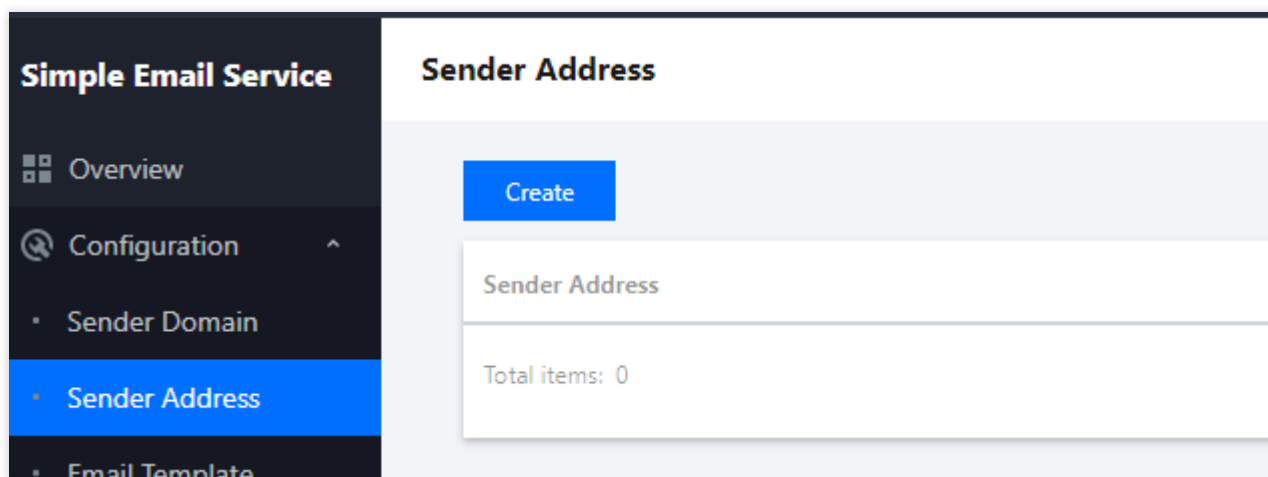 Simple Email Service
Overview
Configuration
Sender Domain
Sender Address
Email Template
Sender Address
Create
Sender Address
Total items: 0